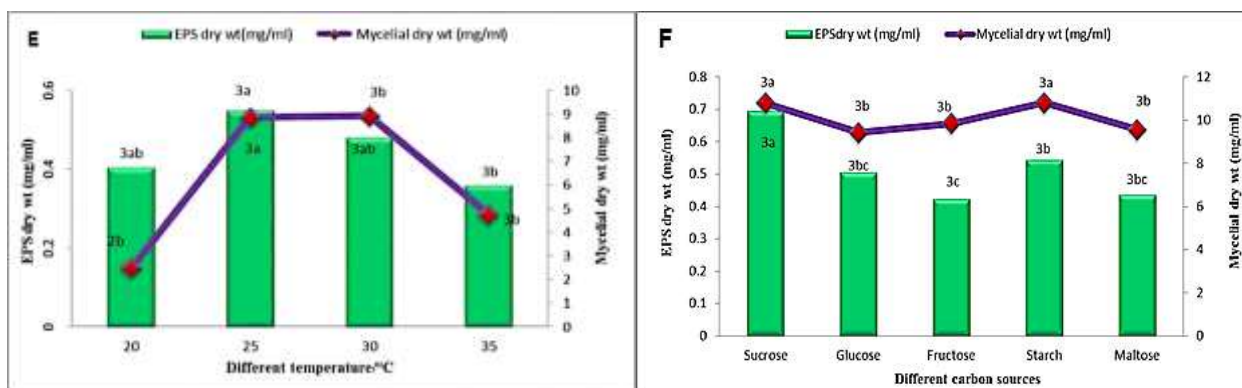 E
EPS dry wt(mg/ml) Mycelial dry wt (mg/ml)
EPS dry wt (mg/ml)
0.6
0.4
0.2
0
3ab
3a
3b
3a
3ab
3b
2b
3b
10
9
8
7
6
5
4
3
2
1
0
Mycelial dry wt (mg/ml)
20 25 30 35
Different temperature/°C
F
EPSdry wt (mg/ml) Mycelial dry wt (mg/ml)
EPS dry wt (mg/ml)
0.8
0.7
0.6
0.5
0.4
0.3
0.2
0.1
0
3a
3b
3b
3a
3b
3a
3bc
3c
3b
3bc
12
10
8
6
4
2
0
Mycelial dry wt (mg/ml)
Sucrose Glucose Fructose Starch Maltose
Different carbon sources